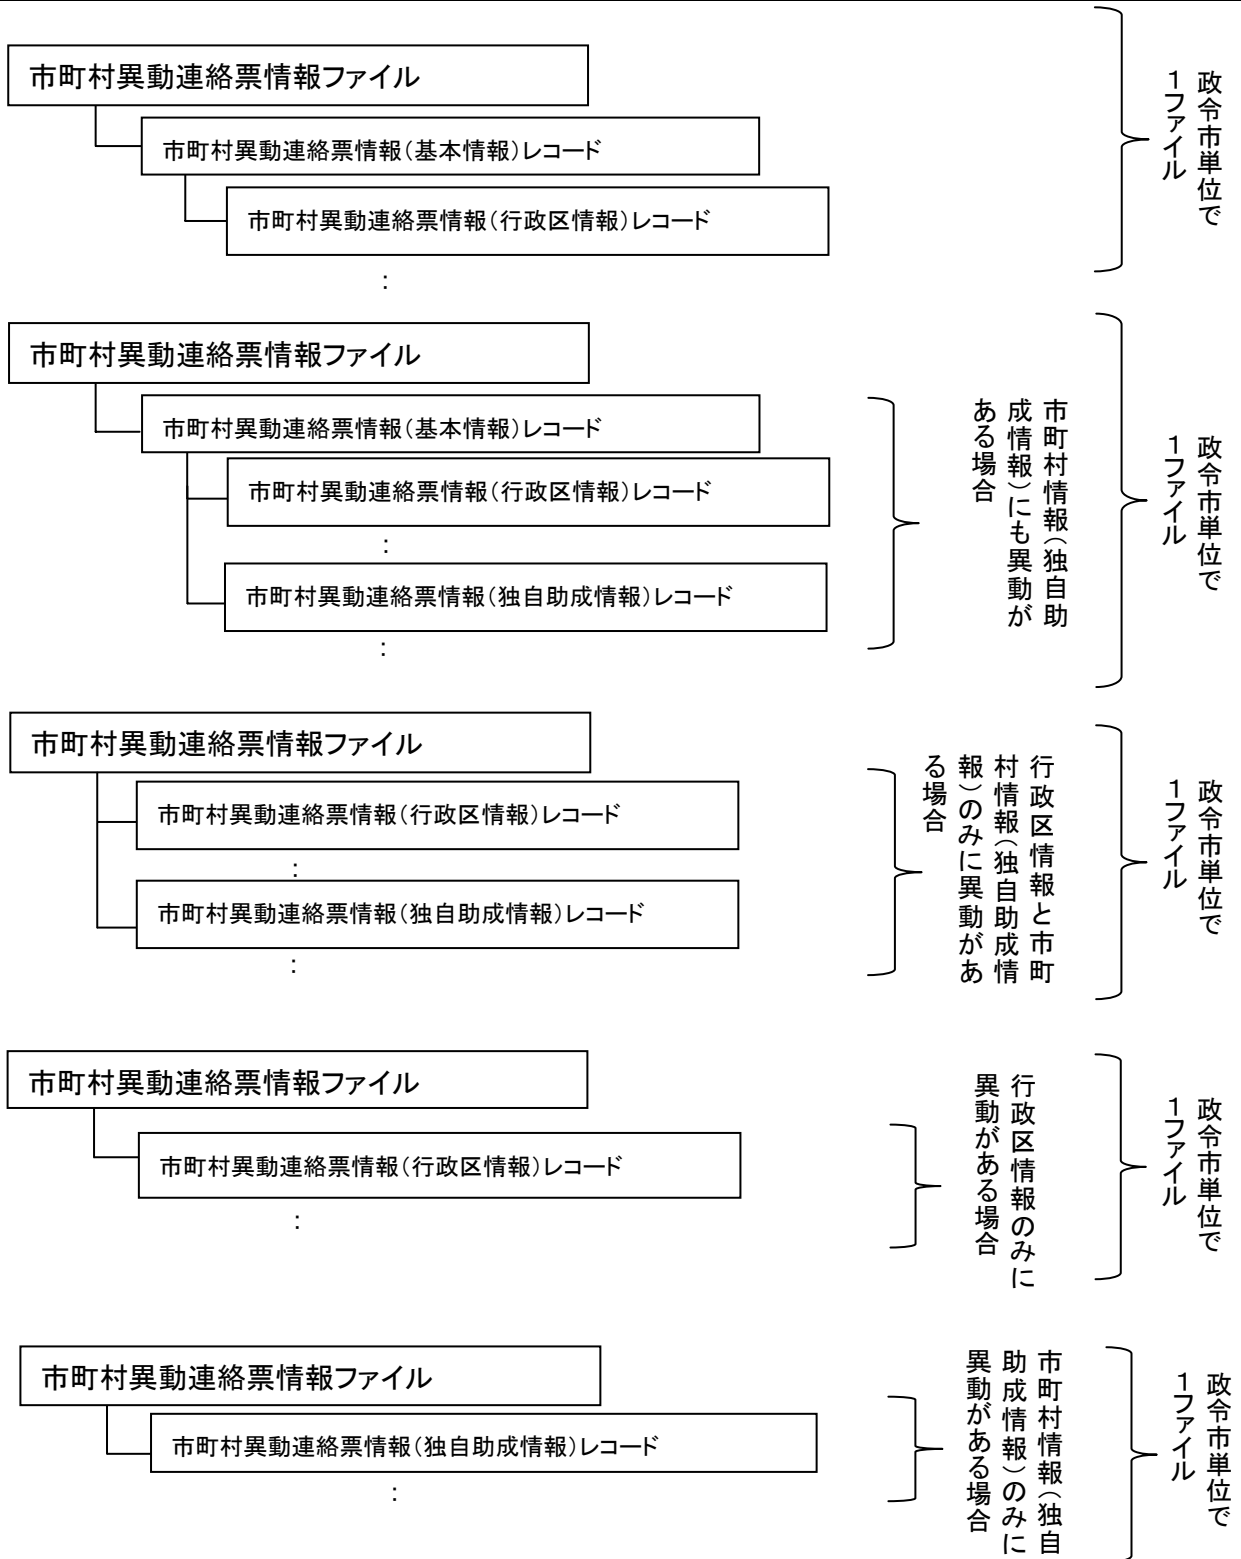 市町村異動連絡票情報ファイル
市町村異動連絡票情報（基本情報）レコード
市町村異動連絡票情報（行政区情報）レコード
：
政令市単位で
１ファイル
市町村異動連絡票情報ファイル
市町村異動連絡票情報（基本情報）レコード
市町村異動連絡票情報（行政区情報）レコード
：
市町村異動連絡票情報（独自助成情報）レコード
：
市町村情報（独自助
成情報）にも異動が
ある場合
政令市単位で
１ファイル
市町村異動連絡票情報ファイル
市町村異動連絡票情報（行政区情報）レコード
：
市町村異動連絡票情報（独自助成情報）レコード
：
行政区情報と市町
村情報（独自助成情
報）のみに異動があ
る場合
政令市単位で
１ファイル
市町村異動連絡票情報ファイル
市町村異動連絡票情報（行政区情報）レコード
：
行政区情報のみに
異動がある場合
政令市単位で
１ファイル
市町村異動連絡票情報ファイル
市町村異動連絡票情報（独自助成情報）レコード
：
市町村情報（独自
助成情報）のみに
異動がある場合
政令市単位で
１ファイル